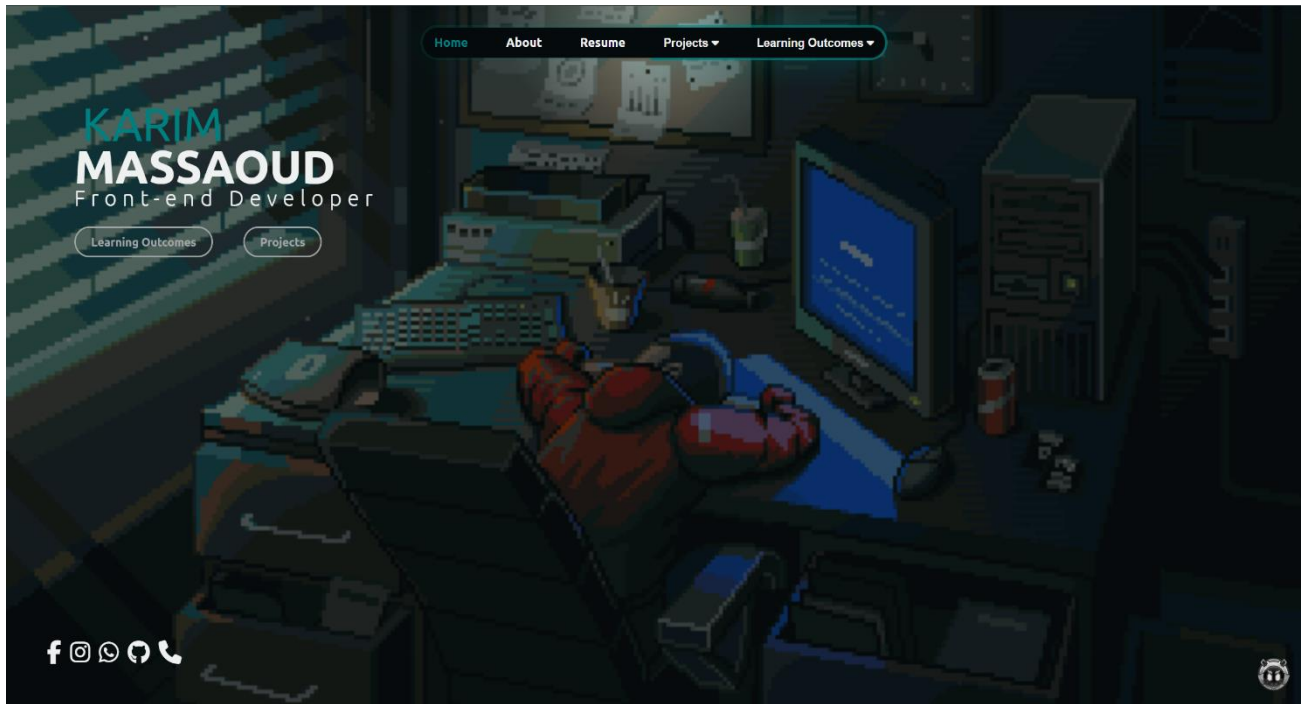 Home About Resume Projects Learning Outcomes
KARIM
MASSAOUD
Front-end Developer
Learning Outcomes Projects